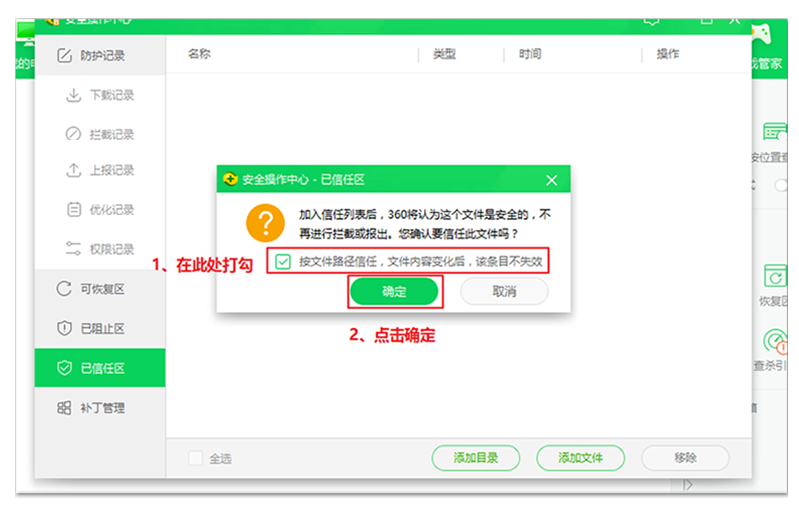 安全操作中心
防护记录
名称
类型
时间
操作
管家
下载记录
拦截记录
上报记录
优化记录
权限记录
可恢复区
已阻止区
已信任区
补丁管理
安全操作中心 - 已信任区
加入信任列表后，360将认为这个文件是安全的，不
再进行拦截或报出。您确认要信任此文件吗？
1、在此处打勾
按文件路径信任，文件内容变化后，该条目不失效
确定
取消
2、点击确定
按位置查
恢复区
查杀引
全选
添加目录
添加文件
移除